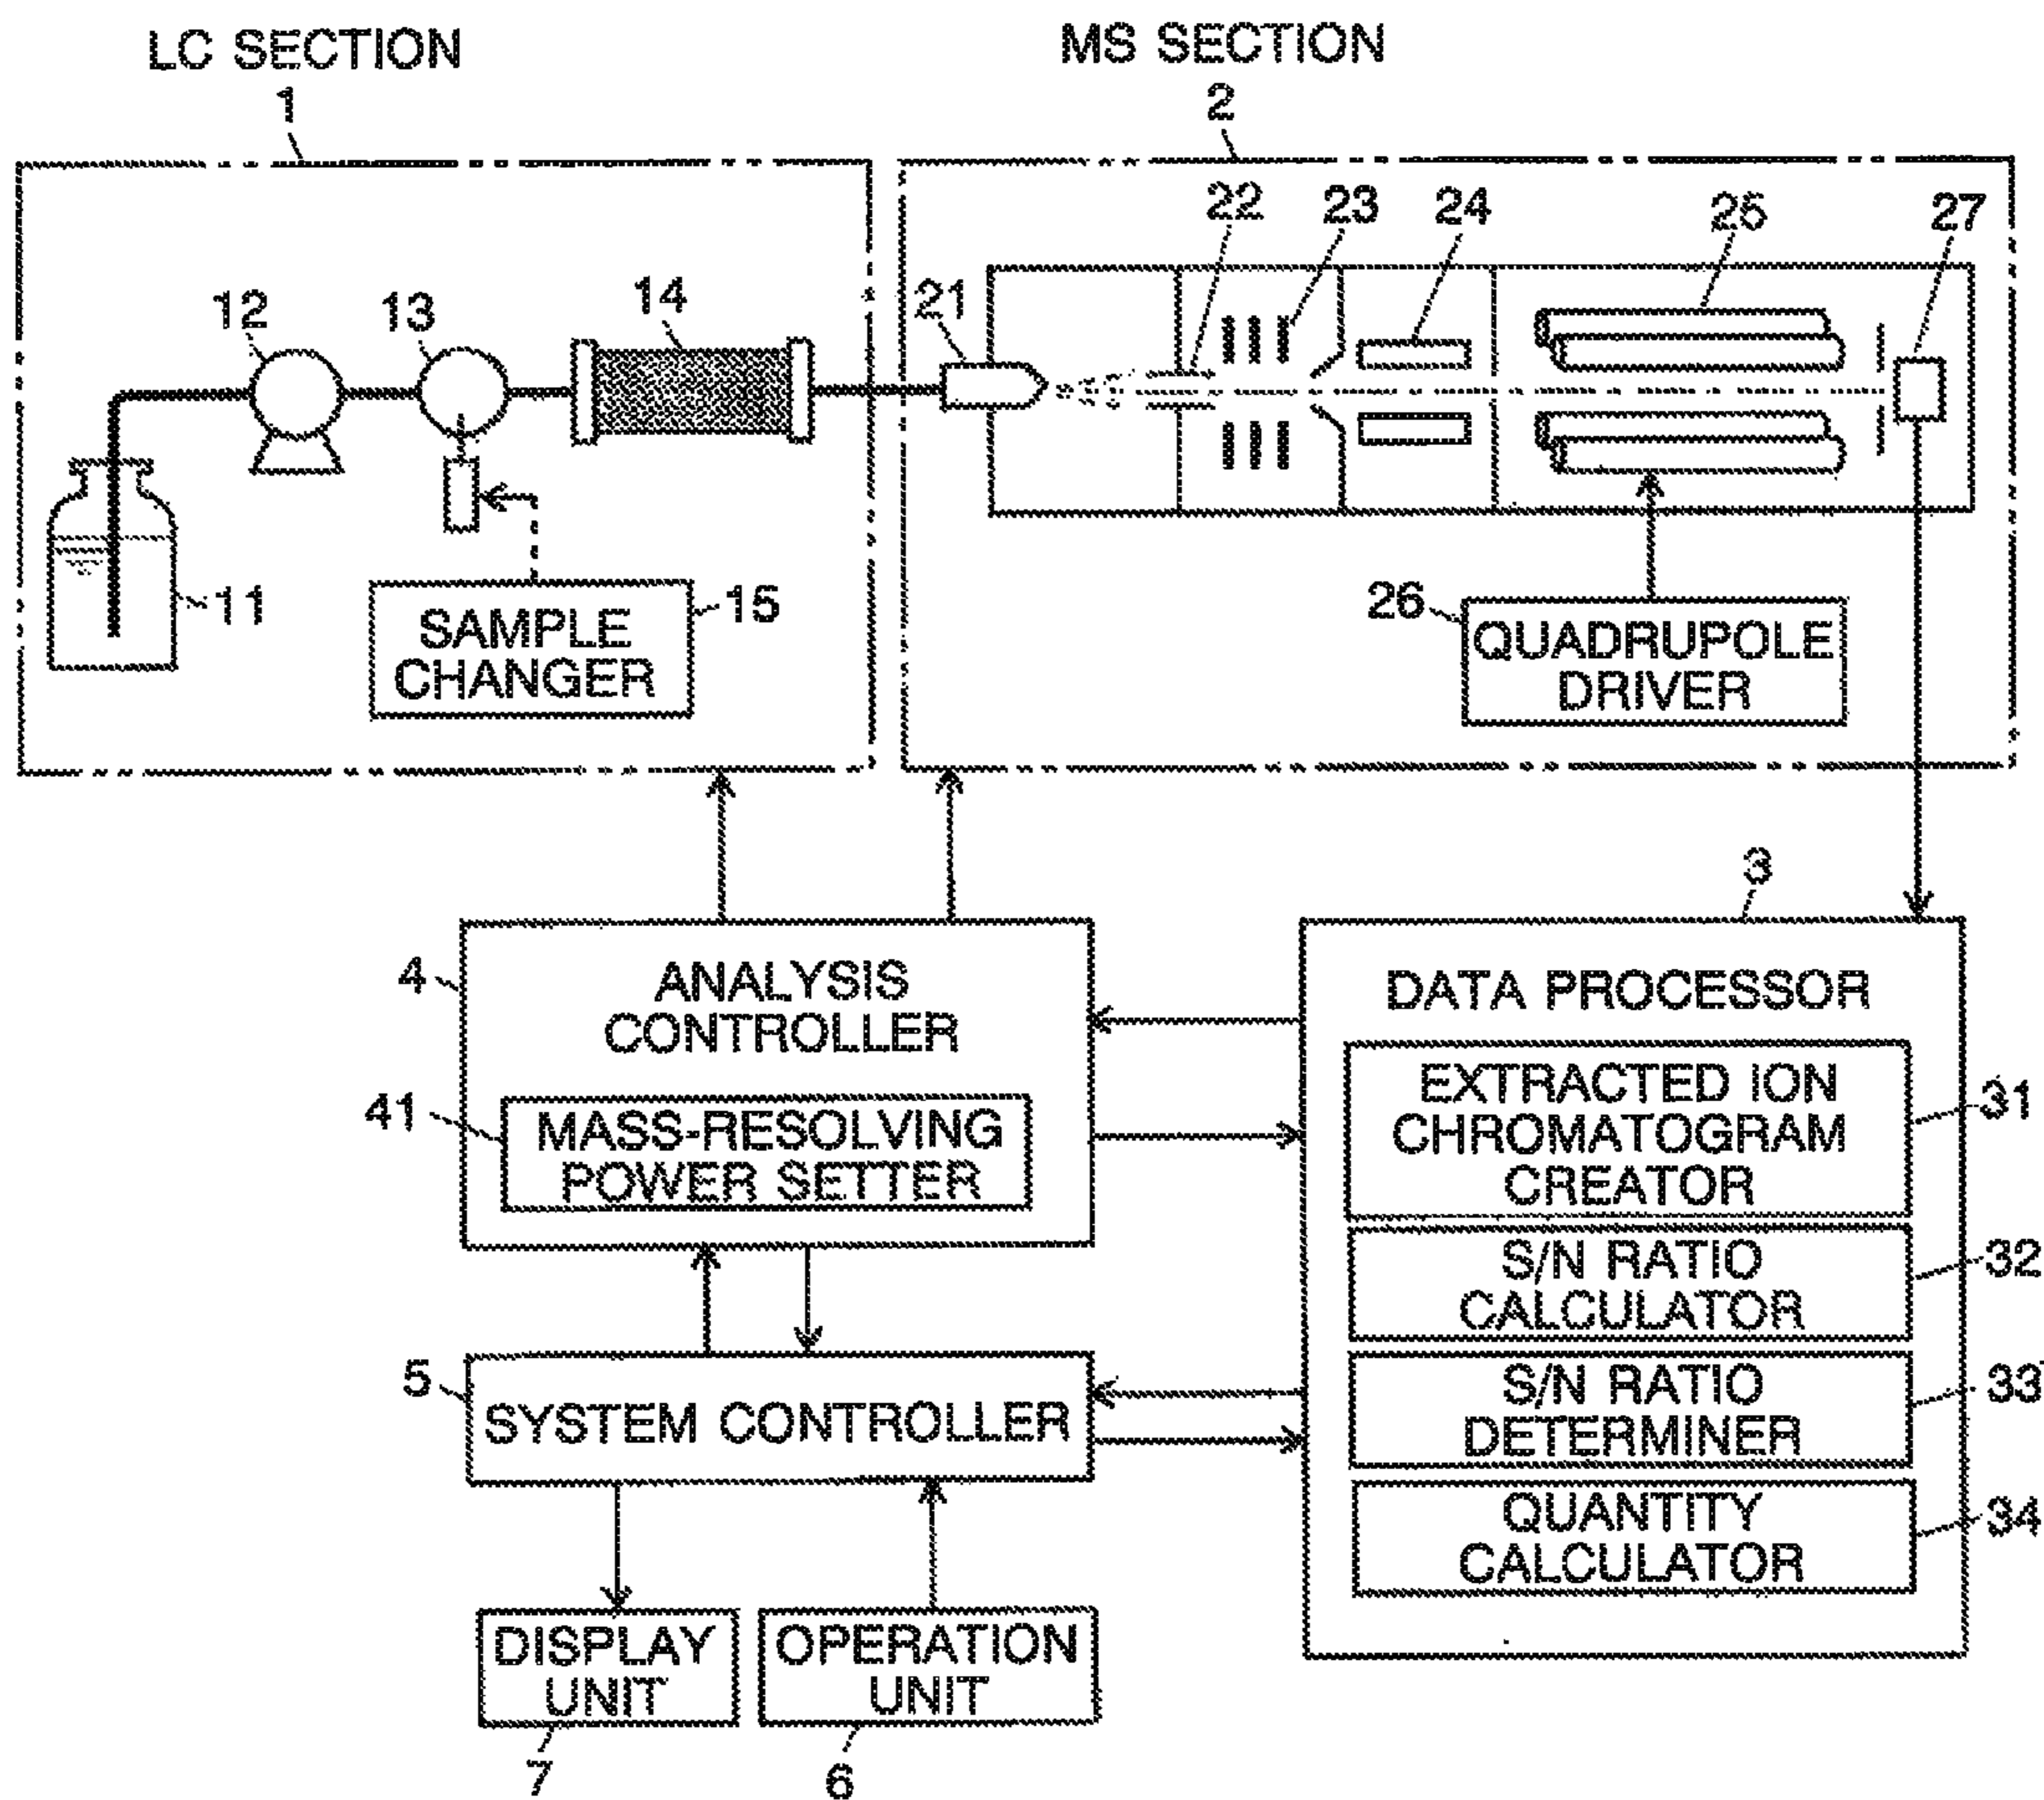 LC SECTION
1
MS SECTION
2
22
23
24
25
27
12
13
14
21
11
SAMPLE
CHANGER
15
26
QUADRUPOLE
DRIVER
3
4
ANALYSIS
CONTROLLER
41
MASS-RESOLVING
POWER SETTER
DATA PROCESSOR
EXTRACTED ION
CHROMATOGRAM
CREATOR
31
S/N RATIO
CALCULATOR
32
5
SYSTEM CONTROLLER
S/N RATIO
DETERMINER
33
QUANTITY
CALCULATOR
34
DISPLAY
UNIT
7
OPERATION
UNIT
6